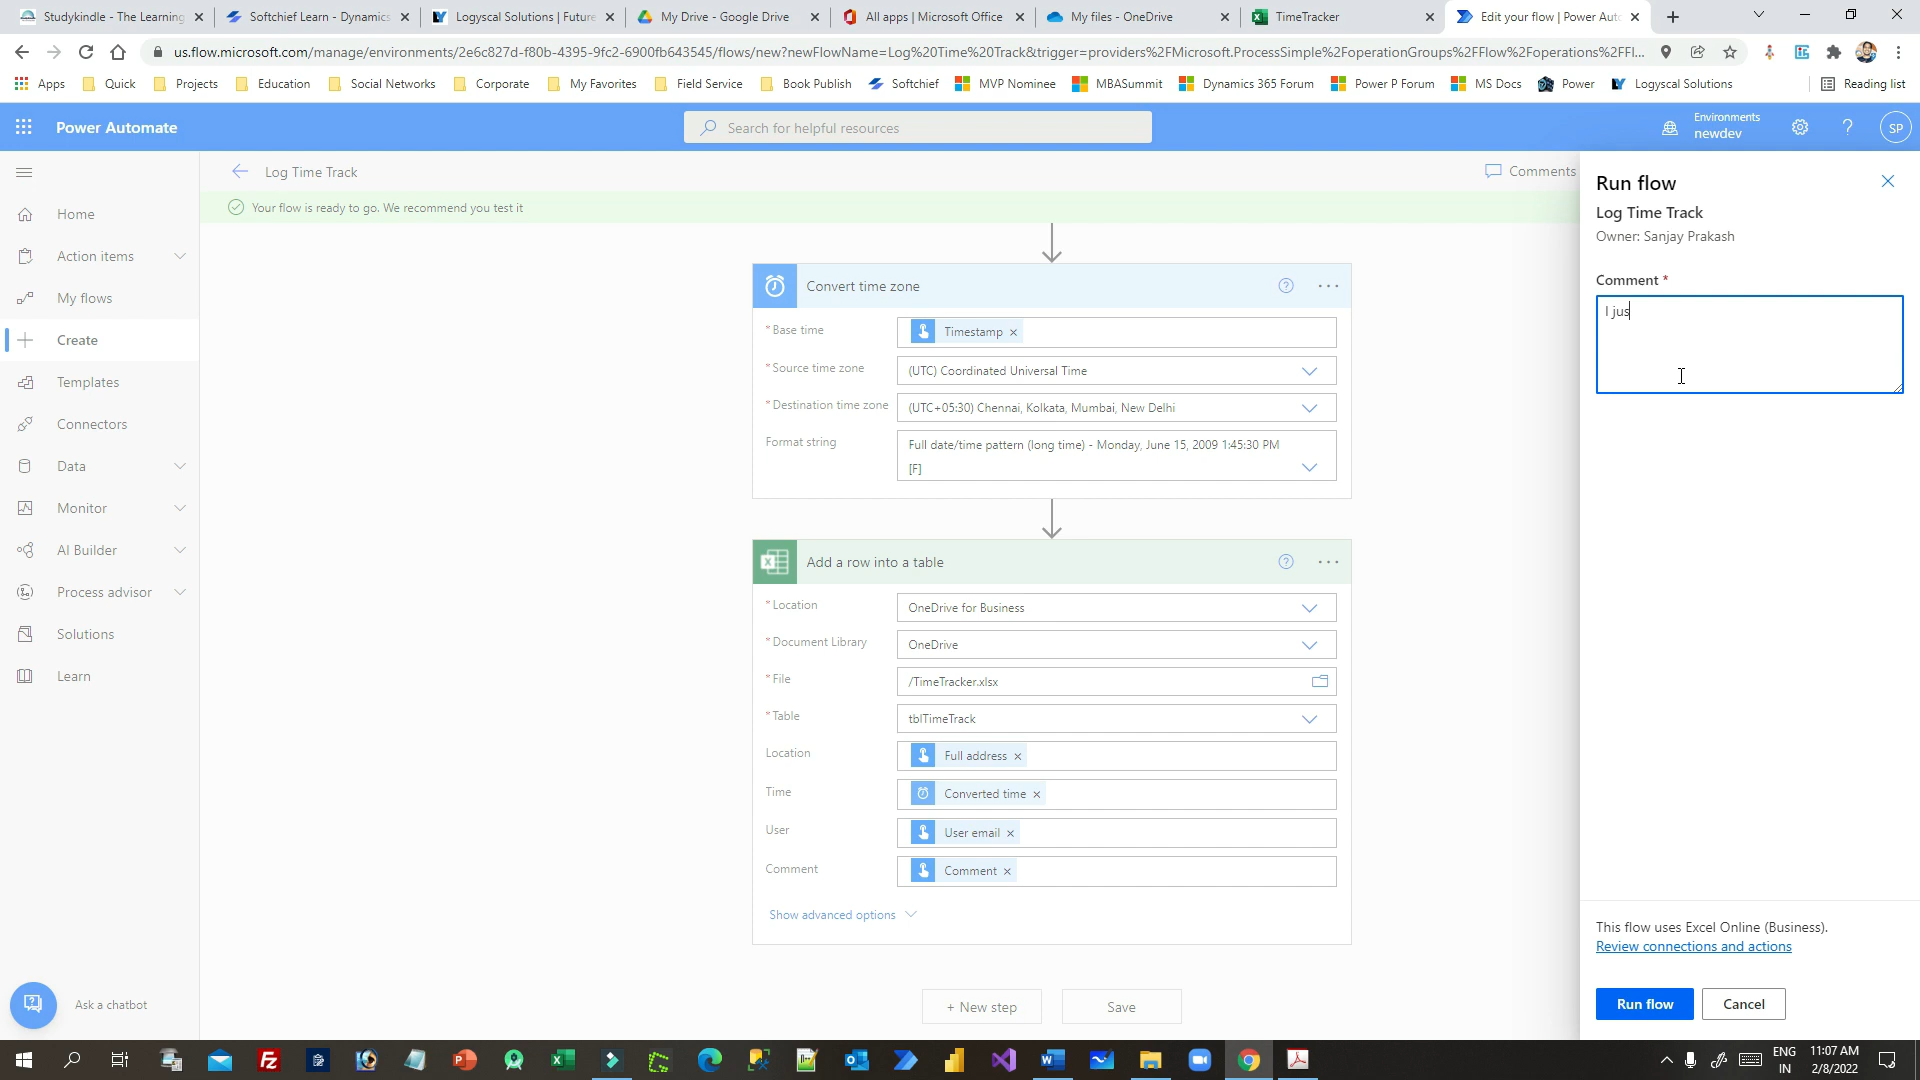 Studykindle - The Learning
Softchief Learn - Dynamics
Logyscal Solutions | Future
My Drive - Google Drive
All apps | Microsoft Office
My files - OneDrive
TimeTracker
Edit your flow | Power Auto
us.flow.microsoft.com/manage/environments/2e6c827d-f80b-4395-9fc2-6900fb643545/flows/new?newFlowName=Log%20Time%20Track&trigger=providers%2FMicrosoft.ProcessSimple%2FoperationGroups%2FFlow%2Foperations%2FFl...
Apps
Quick
Projects
Education
Social Networks
Corporate
My Favorites
Field Service
Book Publish
Softchief
MVP Nominee
MBASummit
Dynamics 365 Forum
Power P Forum
MS Docs
Power
Logyscal Solutions
Reading list
Power Automate
Search for helpful resources
Environments
newdev
SP
Home
Action items
My flows
Create
Templates
Connectors
Data
Monitor
AI Builder
Process advisor
Solutions
Learn
Ask a chatbot
Log Time Track
Comments
Your flow is ready to go. We recommend you test it
Convert time zone
* Base time
Timestamp ×
* Source time zone
(UTC) Coordinated Universal Time
* Destination time zone
(UTC+05:30) Chennai, Kolkata, Mumbai, New Delhi
Format string
Full date/time pattern (long time) - Monday, June 15, 2009 1:45:30 PM
[F]
Add a row into a table
* Location
OneDrive for Business
* Document Library
OneDrive
* File
/TimeTracker.xlsx
* Table
tblTimeTrack
Location
Full address ×
Time
Converted time ×
User
User email ×
Comment
Comment ×
Show advanced options
+ New step
Save
Run flow
Log Time Track
Owner: Sanjay Prakash
Comment *
I jus
This flow uses Excel Online (Business).
Review connections and actions
Run flow
Cancel
ENG
IN
11:07 AM
2/8/2022